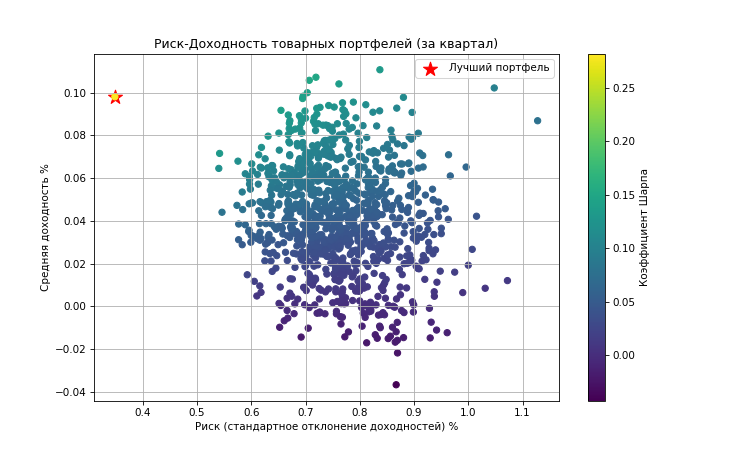 Риск-Доходность товарных портфелей (за квартал)
Лучший портфель
Средняя доходность %
0.10
0.08
0.06
0.04
0.02
0.00
−0.02
−0.04
0.4 0.5 0.6 0.7 0.8 0.9 1.0 1.1
Риск (стандартное отклонение доходностей) %
0.25
0.20
0.15
0.10
0.05
0.00
Коэффициент Шарпа